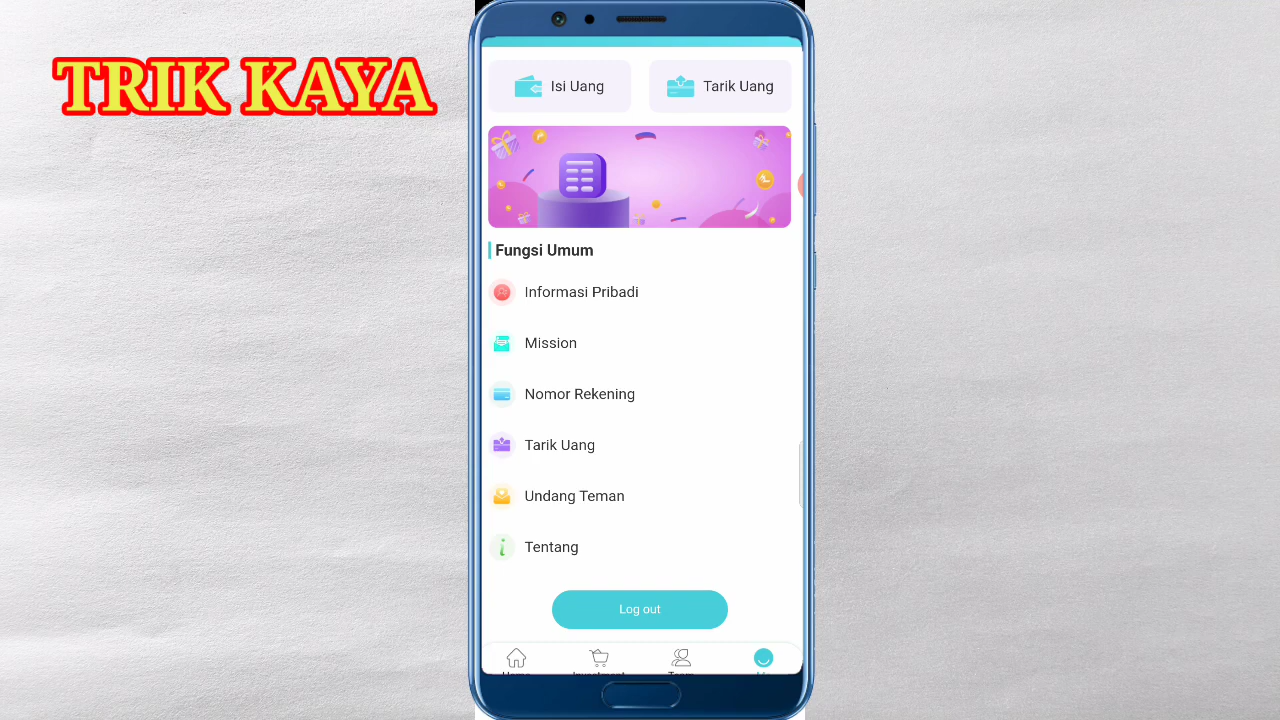 TRIK KAYA
Isi Uang
Tarik Uang
Fungsi Umum
Informasi Pribadi
Mission
Nomor Rekening
Tarik Uang
Undang Teman
Tentang
Log out